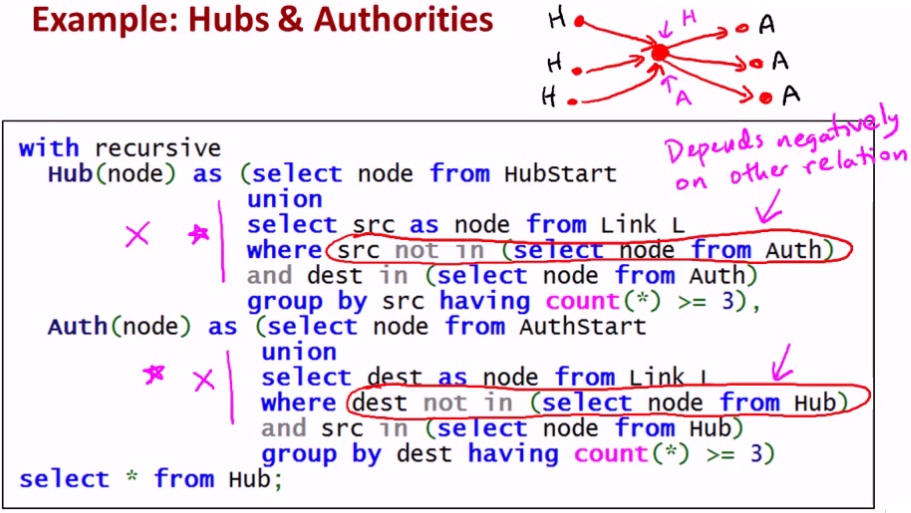 Example: Hubs & Authorities
H
H
A
H
A
H
A
A
Depends negatively
on other relation
with recursive
Hub(node) as (select node from HubStart
union
select src as node from Link L
where src not in (select node from Auth)
and dest in (select node from Auth)
group by src having count(*) >= 3),
Auth(node) as (select node from AuthStart
union
select dest as node from Link L
where dest not in (select node from Hub)
and src in (select node from Hub)
group by dest having count(*) >= 3)
select * from Hub;